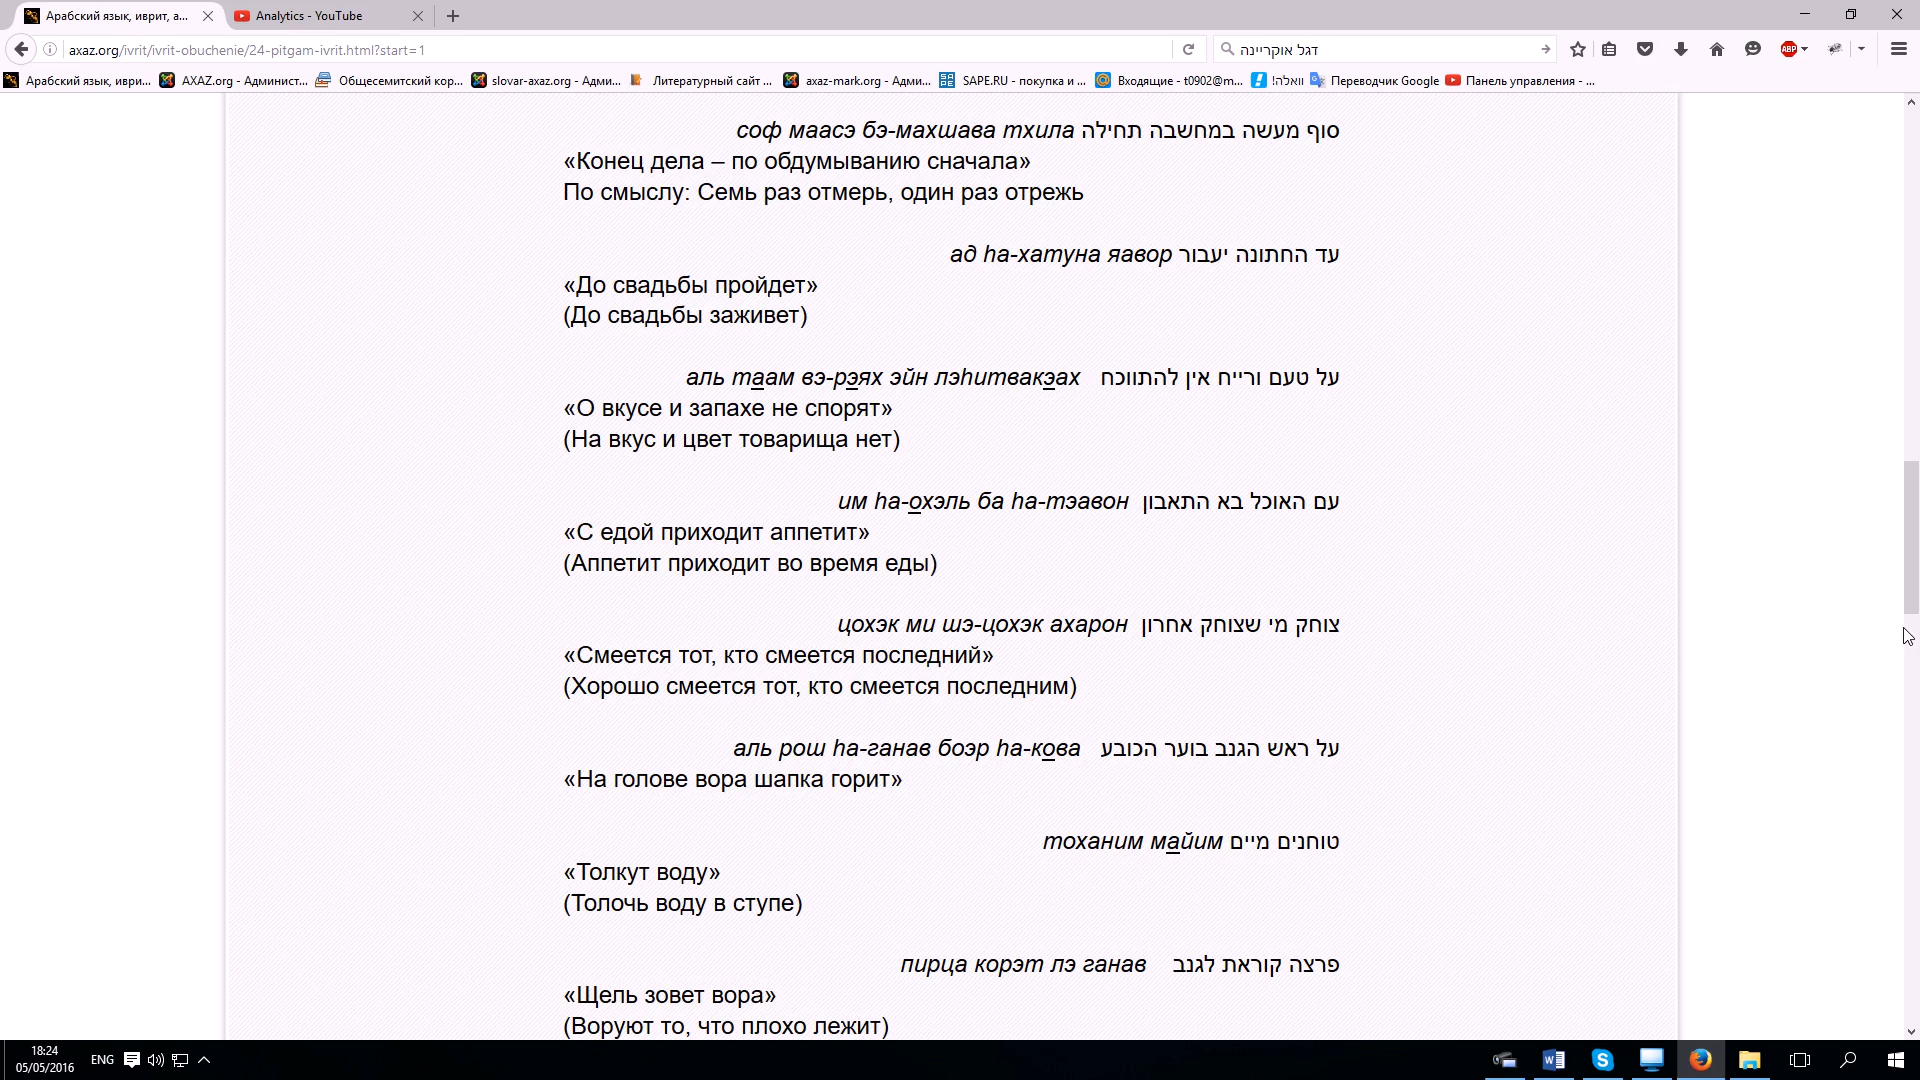 Арабский язык, иврит, а...
Analytics - YouTube
axaz.org/ivrit/ivrit-obuchenie/24-pitgam-ivrit.html?start=1
דגל אוקריינה
ABP
Арабский язык, иври...
AXAZ.org - Админист...
Общесемитский кор...
slovar-axaz.org - Адми...
Литературный сайт ...
axaz-mark.org - Адми...
SAPE.RU - покупка и ...
Входящие - t0902@m...
וואלה!
Переводчик Google
Панель управления - ...
соф маасэ бэ-махшава тхила סוף מעשה במחשבה תחילה
«Конец дела – по обдумыванию сначала»
По смыслу: Семь раз отмерь, один раз отрежь
ад hа-хатуна яавор עד החתונה יעבור
«До свадьбы пройдет»
(До свадьбы заживет)
аль таам вэ-рэях эйн лэhитвакэах על טעם ורייח אין להתווכח
«О вкусе и запахе не спорят»
(На вкус и цвет товарища нет)
им hа-охэль ба hа-тэавон עם האוכל בא התאבון
«С едой приходит аппетит»
(Аппетит приходит во время еды)
цохэк ми шэ-цохэк ахарон צוחק מי שצוחק אחרון
«Смеется тот, кто смеется последний»
(Хорошо смеется тот, кто смеется последним)
аль рош hа-ганав боэр hа-кова על ראש הגנב בוער הכובע
«На голове вора шапка горит»
тоханим майим טוחנים מיים
«Толкут воду»
(Толочь воду в ступе)
пирца корэт лэ ганав פרצה קוראת לגנב
«Щель зовет вора»
(Воруют то, что плохо лежит)
18:24
05/05/2016
ENG